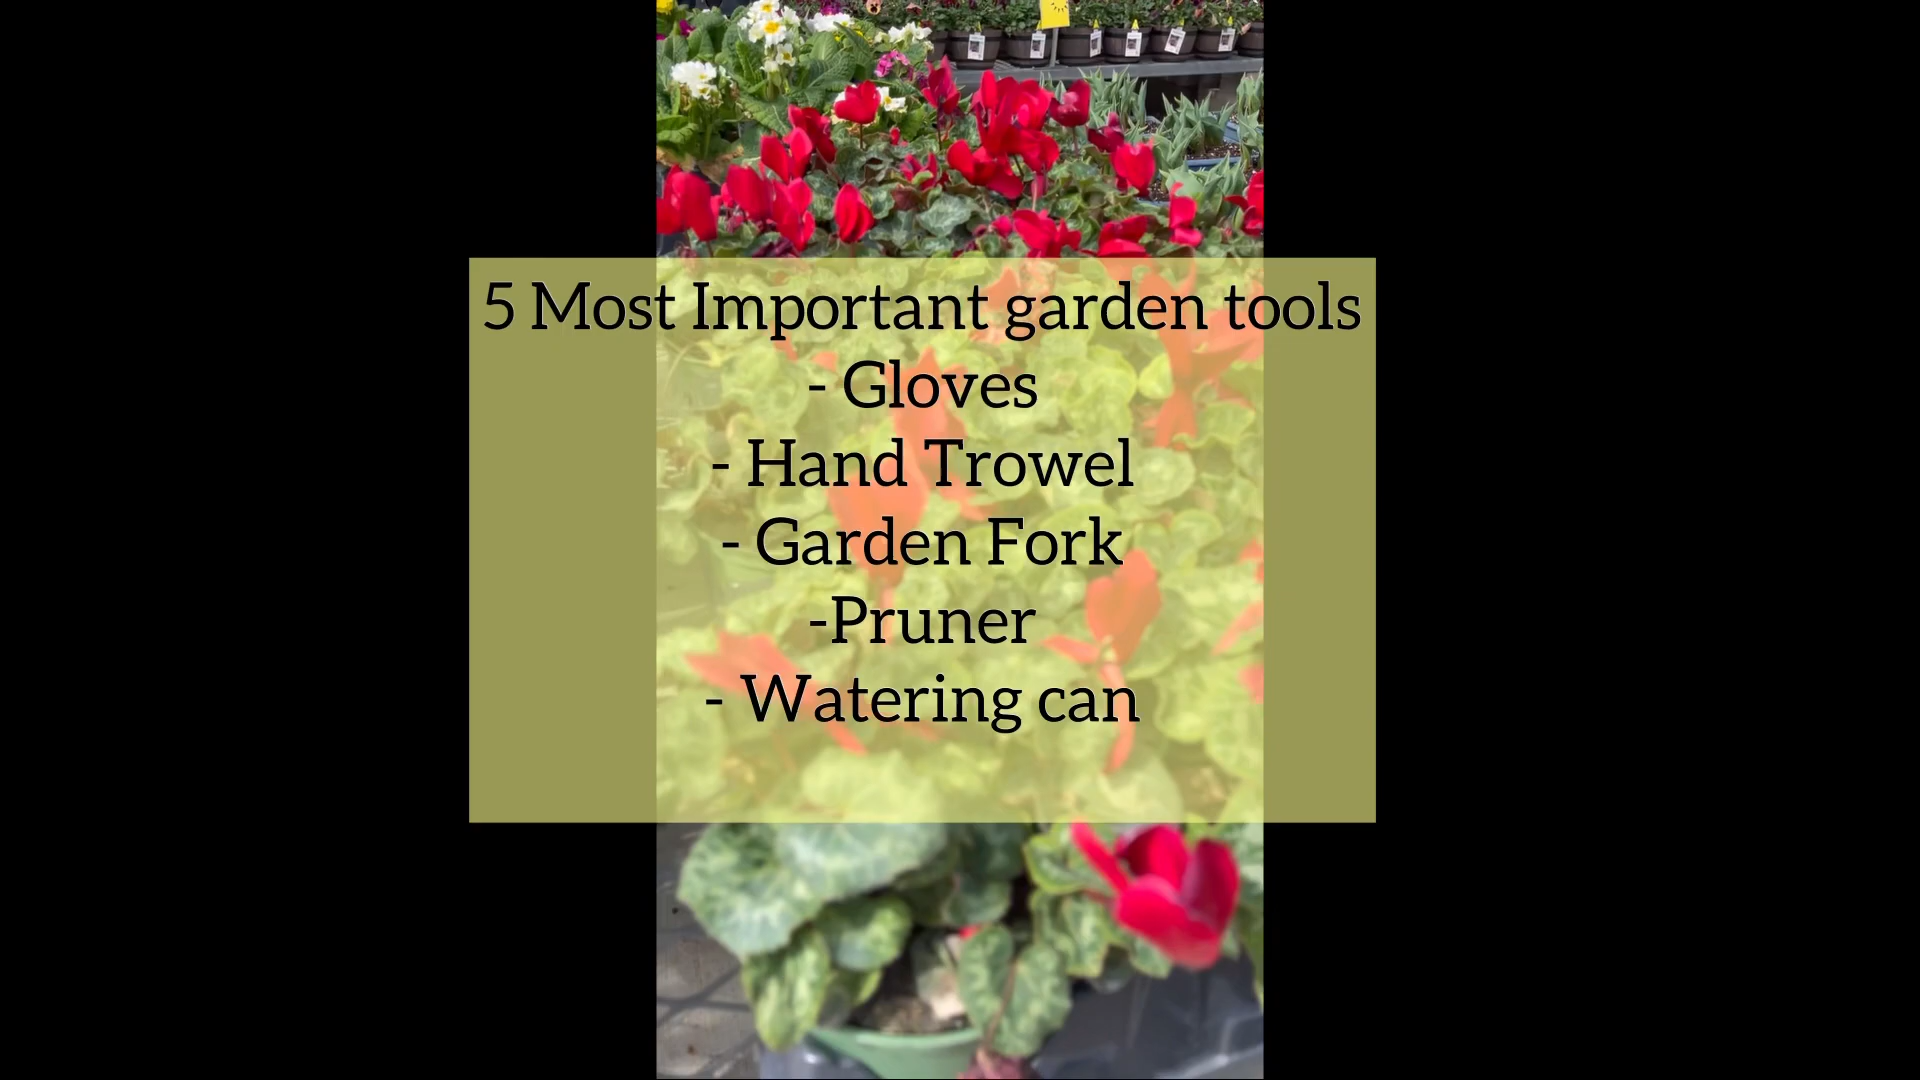 5 Most Important garden tools
- Gloves
- Hand Trowel
- Garden Fork
-Pruner
- Watering can